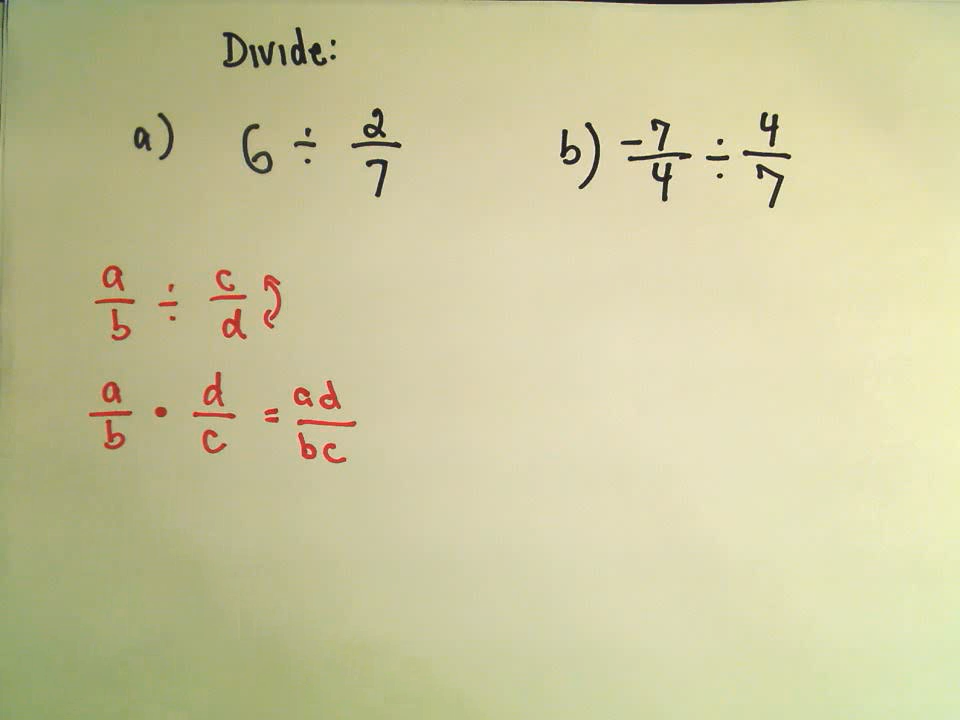 Divide:
a) 6 ÷ 2/7
b) -7/4 ÷ 4/7
a/b ÷ c/d
a/b • d/c = ad/bc